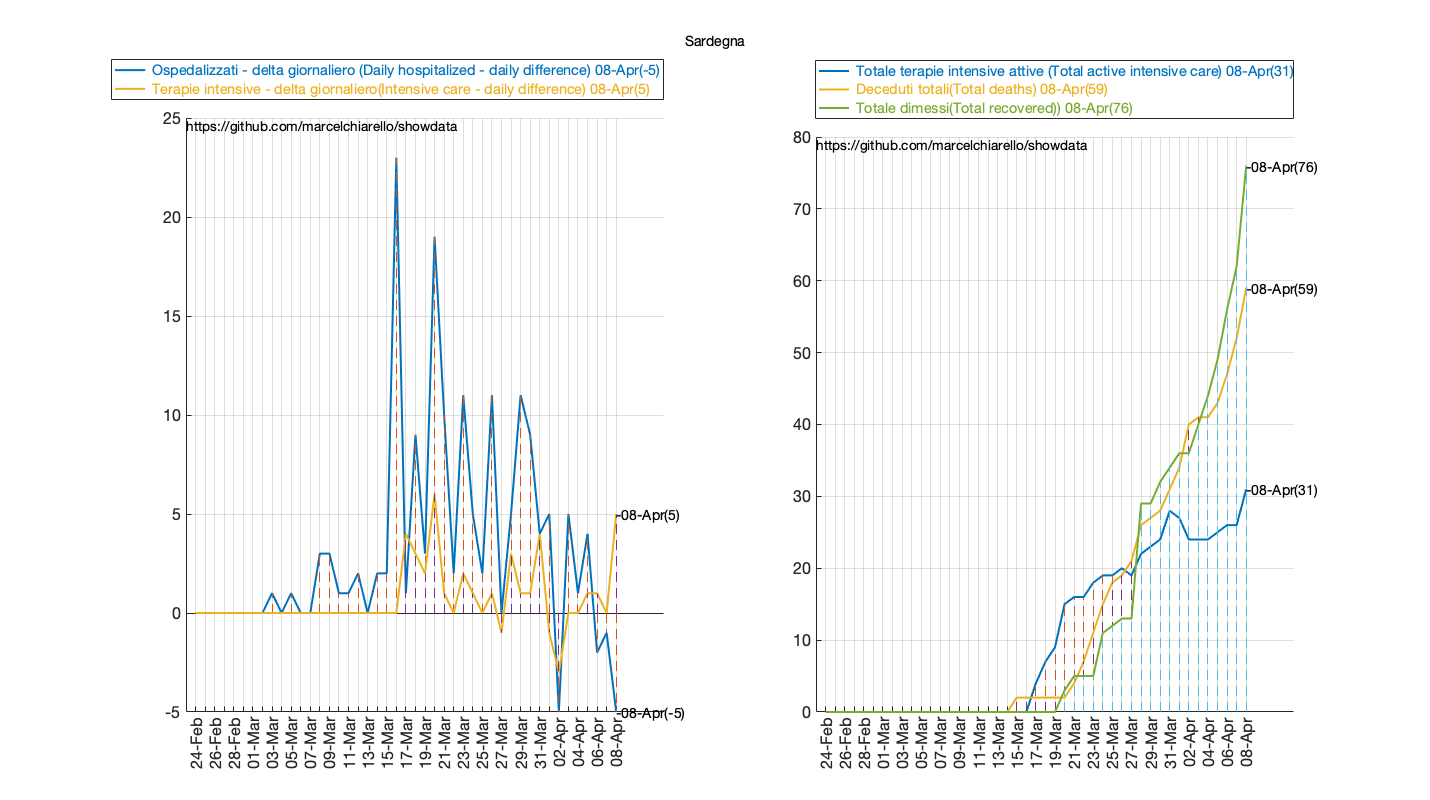 Sardegna
Ospedalizzati - delta giornaliero (Daily hospitalized - daily difference) 08-Apr(-5)
Terapie intensive - delta giornaliero(Intensive care - daily difference) 08-Apr(5)
25
https://github.com/marcelchiarello/showdata
20
15
10
5
0
-5
-08-Apr(5)
-08-Apr(-5)
24-Feb
26-Feb
28-Feb
01-Mar
03-Mar
05-Mar
07-Mar
09-Mar
11-Mar
13-Mar
15-Mar
17-Mar
19-Mar
21-Mar
23-Mar
25-Mar
27-Mar
29-Mar
31-Mar
02-Apr
04-Apr
06-Apr
08-Apr
Totale terapie intensive attive (Total active intensive care) 08-Apr(31)
Deceduti totali(Total deaths) 08-Apr(59)
Totale dimessi(Total recovered)) 08-Apr(76)
80
https://github.com/marcelchiarello/showdata
70
60
50
40
30
20
10
0
-08-Apr(76)
-08-Apr(59)
-08-Apr(31)
24-Feb
26-Feb
28-Feb
01-Mar
03-Mar
05-Mar
07-Mar
09-Mar
11-Mar
13-Mar
15-Mar
17-Mar
19-Mar
21-Mar
23-Mar
25-Mar
27-Mar
29-Mar
31-Mar
02-Apr
04-Apr
06-Apr
08-Apr